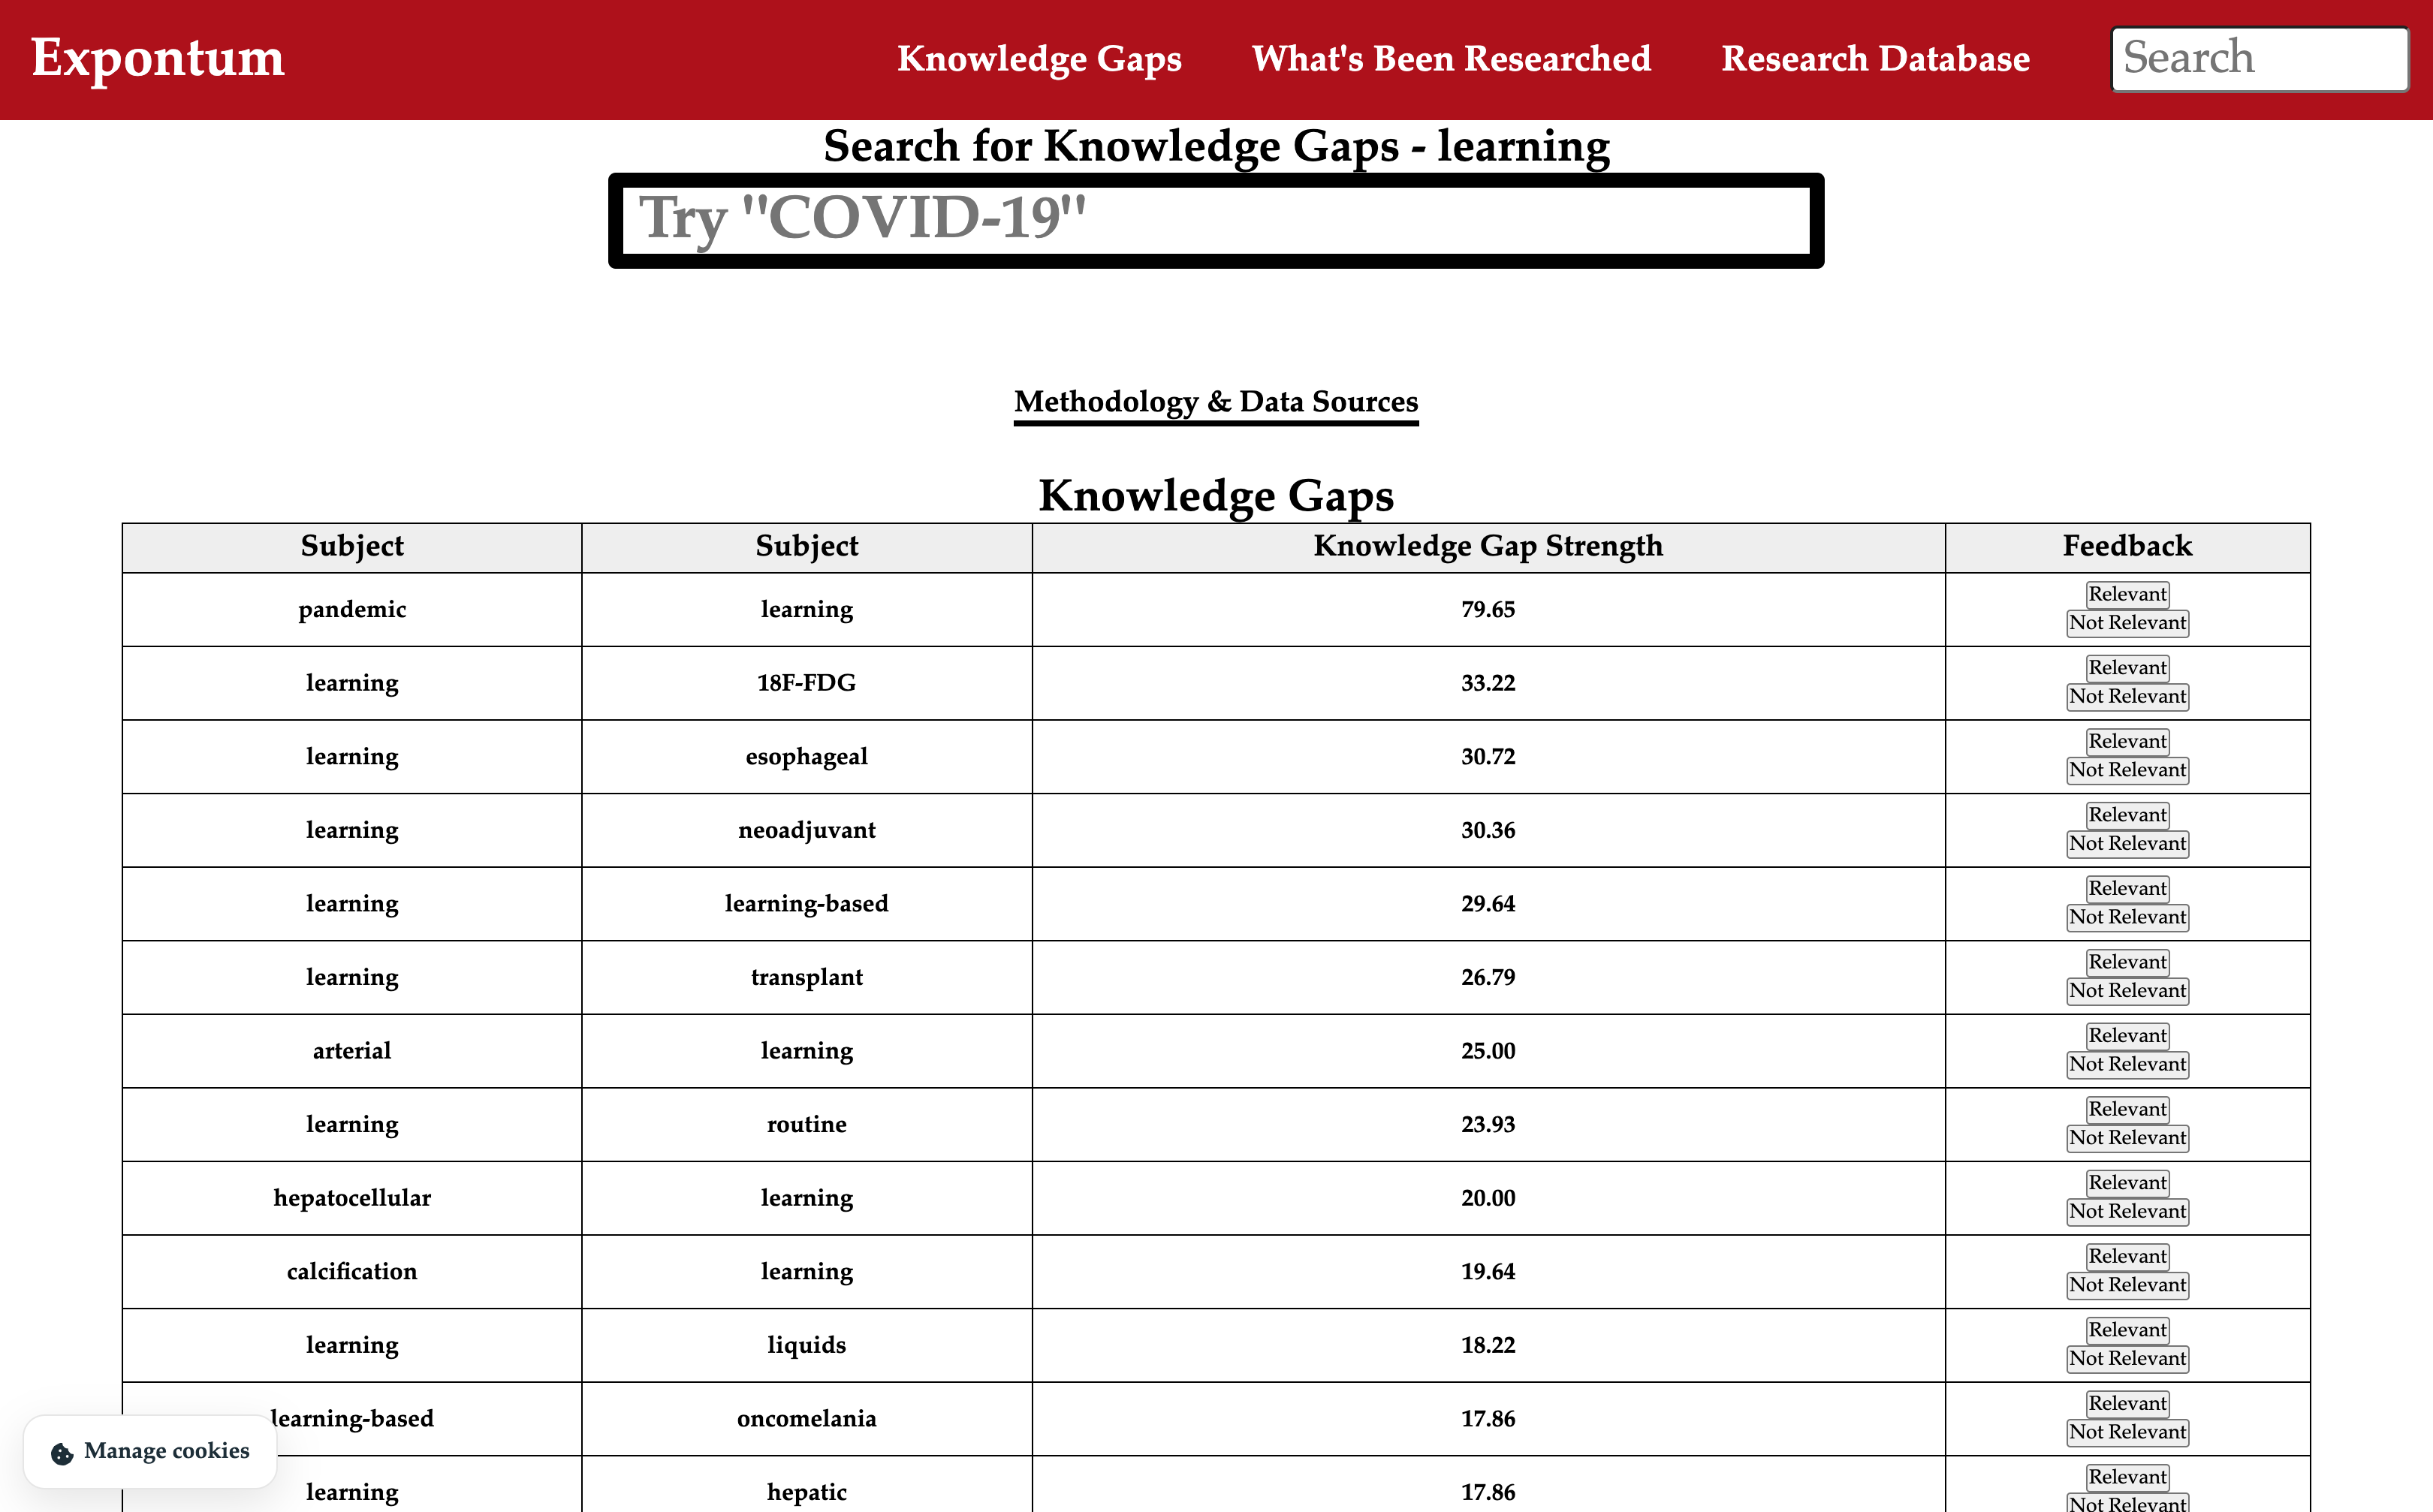 Expontum
Knowledge Gaps What's Been Researched Research Database Search
Search for Knowledge Gaps - learning
Try "COVID-19"
Methodology & Data Sources
Knowledge Gaps
Subject Subject Knowledge Gap Strength Feedback
pandemic learning 79.65 Relevant
Not Relevant
learning 18F-FDG 33.22 Relevant
Not Relevant
learning esophageal 30.72 Relevant
Not Relevant
learning neoadjuvant 30.36 Relevant
Not Relevant
learning learning-based 29.64 Relevant
Not Relevant
learning transplant 26.79 Relevant
Not Relevant
arterial learning 25.00 Relevant
Not Relevant
learning routine 23.93 Relevant
Not Relevant
hepatocellular learning 20.00 Relevant
Not Relevant
calcification learning 19.64 Relevant
Not Relevant
learning liquids 18.22 Relevant
Not Relevant
learning-based oncomelania 17.86 Relevant
Not Relevant
learning hepatic 17.86 Relevant
Not Relevant
Manage cookies